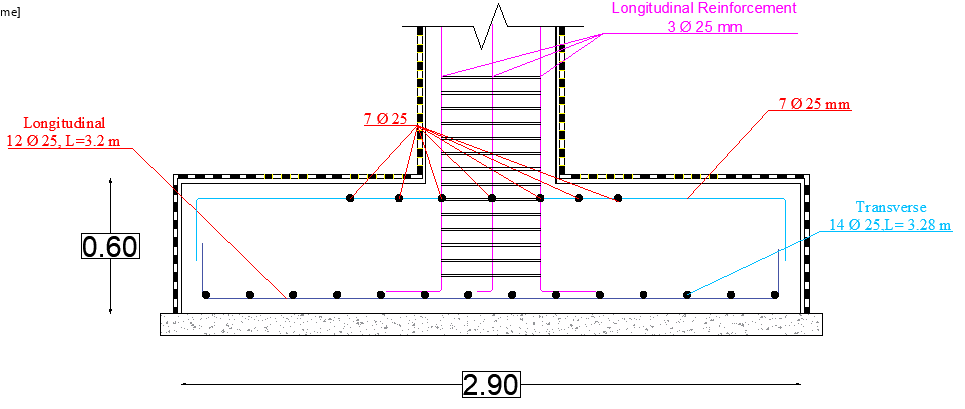 me]
Longitudinal Reinforcement
3 Ø 25 mm
7 Ø 25 mm
7 Ø 25
Longitudinal
12 Ø 25, L=3.2 m
Transverse
14 Ø 25,L= 3.28 m
0.60
2.90